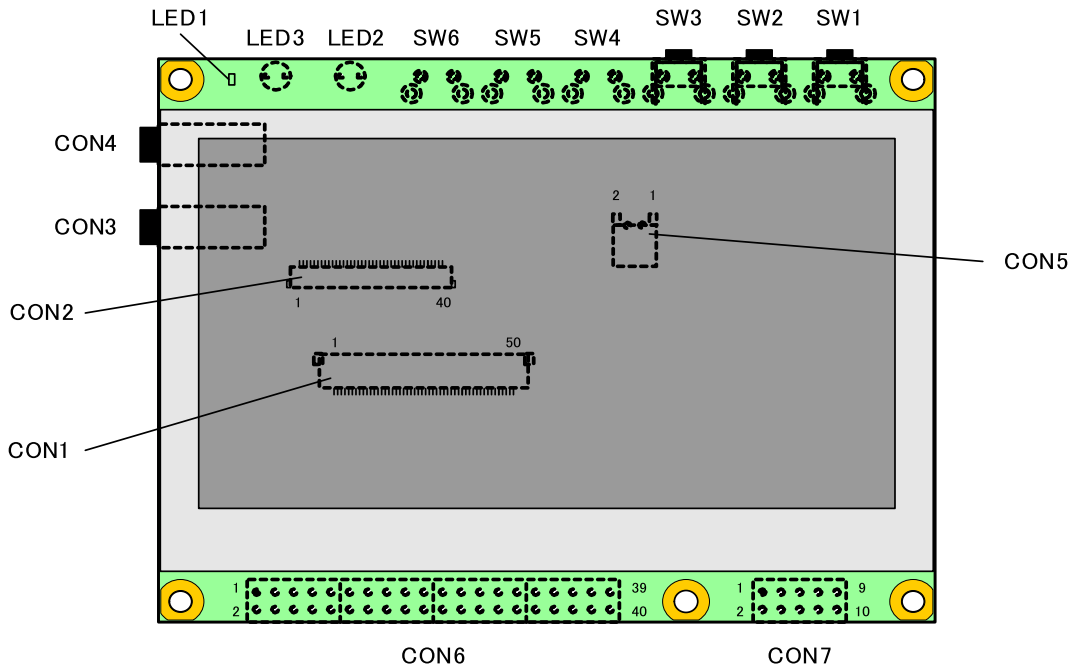 LED1
LED3 LED2 SW6 SW5 SW4 SW3 SW2 SW1
CON4
2 1
CON3
CON5
1 40
CON2
1 50
CON1
1 39 1 9
2 40 2 10
CON6 CON7